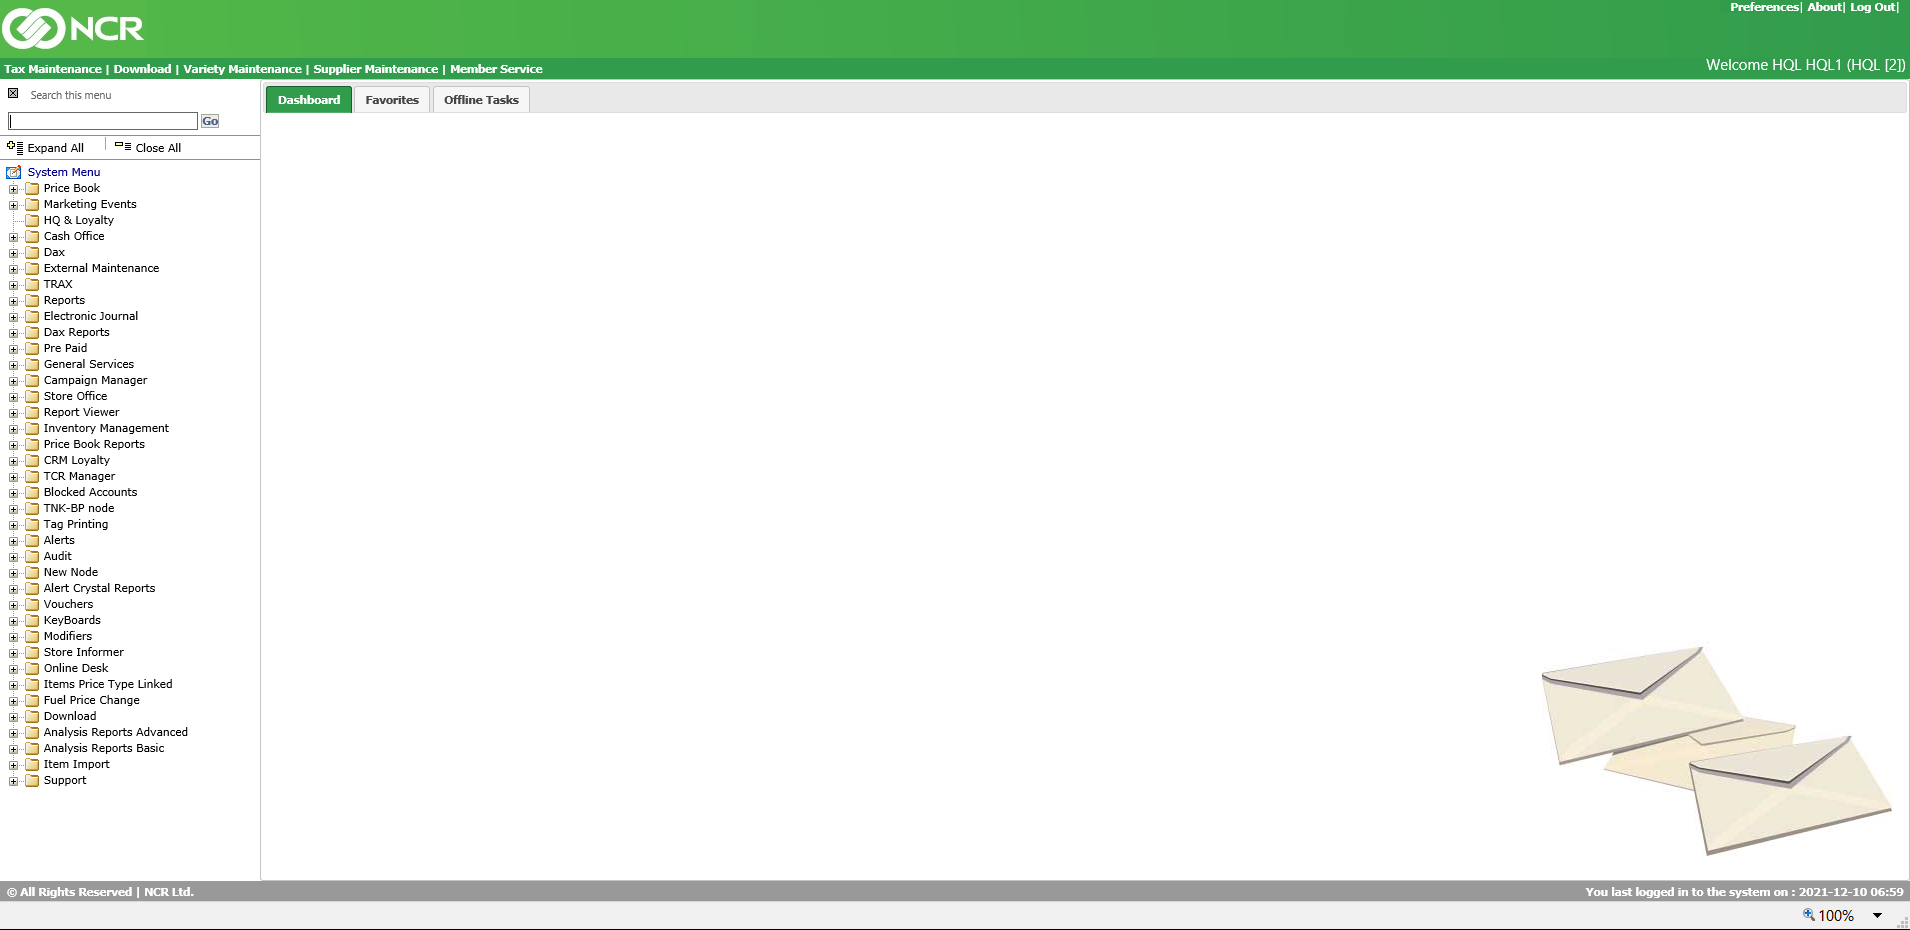 NCR
Preferences| About| Log Out|
Tax Maintenance | Download | Variety Maintenance | Supplier Maintenance | Member Service
Welcome HQL HQL1 (HQL [2])
Search this menu
Go
Expand All
Close All
Dashboard
Favorites
Offline Tasks
System Menu
Price Book
Marketing Events
HQ & Loyalty
Cash Office
Dax
External Maintenance
TRAX
Reports
Electronic Journal
Dax Reports
Pre Paid
General Services
Campaign Manager
Store Office
Report Viewer
Inventory Management
Price Book Reports
CRM Loyalty
TCR Manager
Blocked Accounts
TNK-BP node
Tag Printing
Alerts
Audit
New Node
Alert Crystal Reports
Vouchers
KeyBoards
Modifiers
Store Informer
Online Desk
Items Price Type Linked
Fuel Price Change
Download
Analysis Reports Advanced
Analysis Reports Basic
Item Import
Support
© All Rights Reserved | NCR Ltd.
You last logged in to the system on : 2021-12-10 06:59
100%